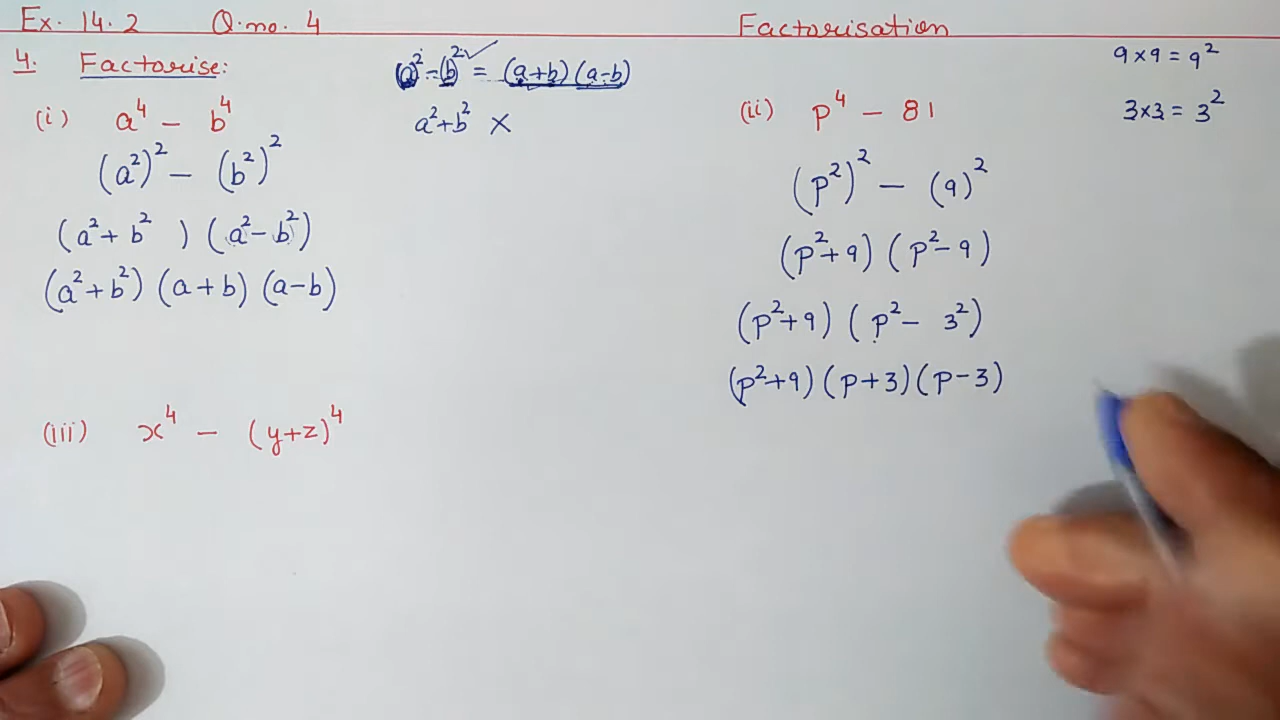 Ex. 14.2 Q.no. 4 Factorisation
4. Factorise:
a² - b² = (a+b)(a-b) ✓
a² + b² ×
(i) a⁴ - b⁴
(a²)² - (b²)²
(a² + b² ) (a² - b²)
(a² + b²) (a + b) (a - b)
(ii) p⁴ - 81
9 × 9 = 9²
3 × 3 = 3²
(p²)² - (9)²
(p² + 9) (p² - 9)
(p² + 9) (p² - 3²)
(p² + 9) (p + 3) (p - 3)
(iii) x⁴ - (y + z)⁴